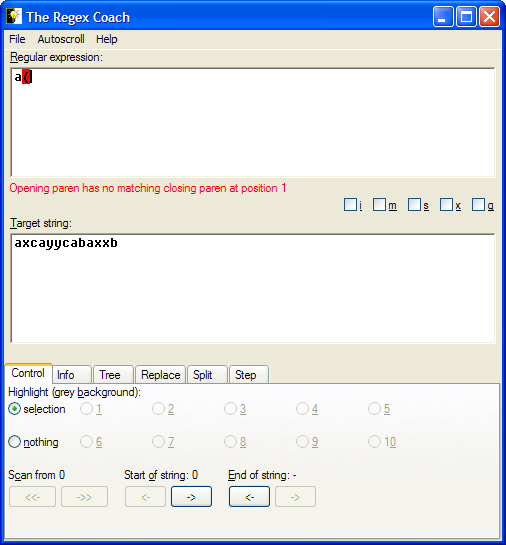 The Regex Coach
File Autoscroll
Regular expression:
a(
Opening paren has no matching closing paren at position 1
i m s x g
Target string:
axcayycabaxxb
Control Info Tree Replace Split Step
Highlight (grey background):
selection 1 2 3 4 5
nothing 6 7 8 9 10
Scan from 0 Start of string: 0 End of string: -
<<- ->> <- -> <- ->